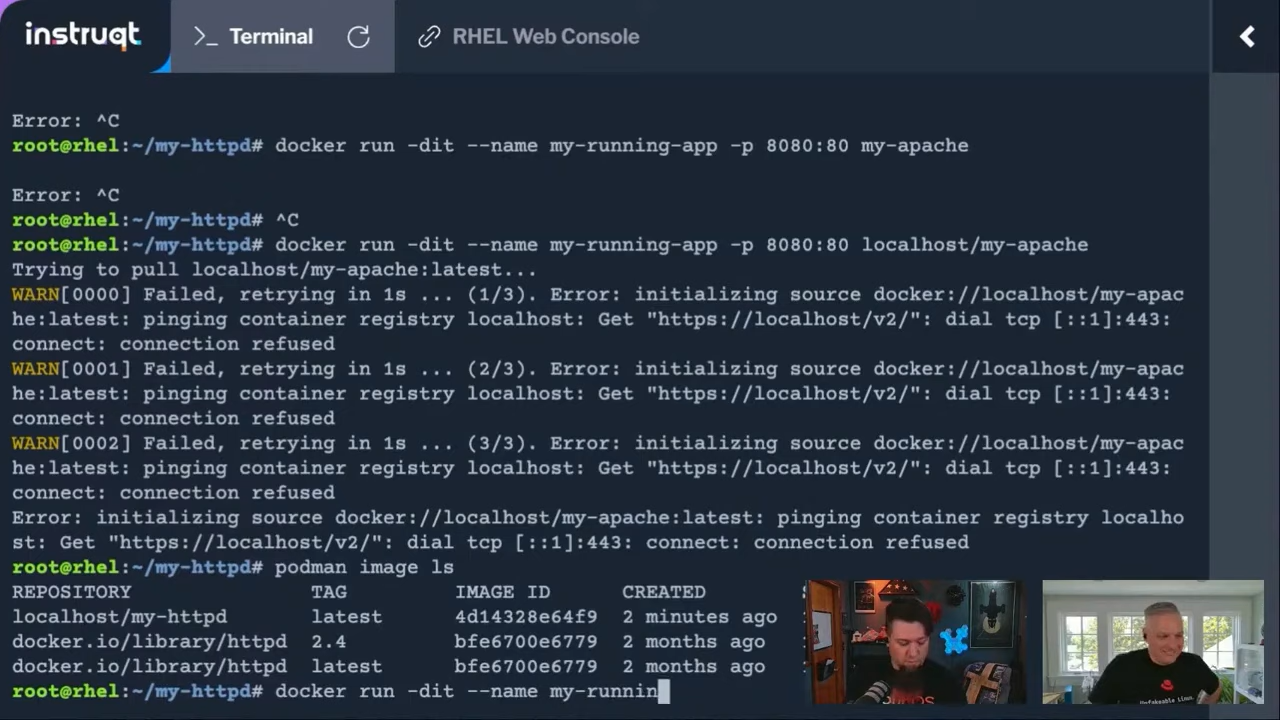 instruqt
>_ Terminal
RHEL Web Console
Error: ^C
root@rhel:~/my-httpd# docker run -dit --name my-running-app -p 8080:80 my-apache
Error: ^C
root@rhel:~/my-httpd# ^C
root@rhel:~/my-httpd# docker run -dit --name my-running-app -p 8080:80 localhost/my-apache
Trying to pull localhost/my-apache:latest...
WARN[0000] Failed, retrying in 1s ... (1/3). Error: initializing source docker://localhost/my-apac
he:latest: pinging container registry localhost: Get "https://localhost/v2/": dial tcp [::1]:443:
connect: connection refused
WARN[0001] Failed, retrying in 1s ... (2/3). Error: initializing source docker://localhost/my-apac
he:latest: pinging container registry localhost: Get "https://localhost/v2/": dial tcp [::1]:443:
connect: connection refused
WARN[0002] Failed, retrying in 1s ... (3/3). Error: initializing source docker://localhost/my-apac
he:latest: pinging container registry localhost: Get "https://localhost/v2/": dial tcp [::1]:443:
connect: connection refused
Error: initializing source docker://localhost/my-apache:latest: pinging container registry localho
st: Get "https://localhost/v2/": dial tcp [::1]:443: connect: connection refused
root@rhel:~/my-httpd# podman image ls
REPOSITORY TAG IMAGE ID CREATED
localhost/my-httpd latest 4d14328e64f9 2 minutes ago
docker.io/library/httpd 2.4 bfe6700e6779 2 months ago
docker.io/library/httpd latest bfe6700e6779 2 months ago
root@rhel:~/my-httpd# docker run -dit --name my-runnin